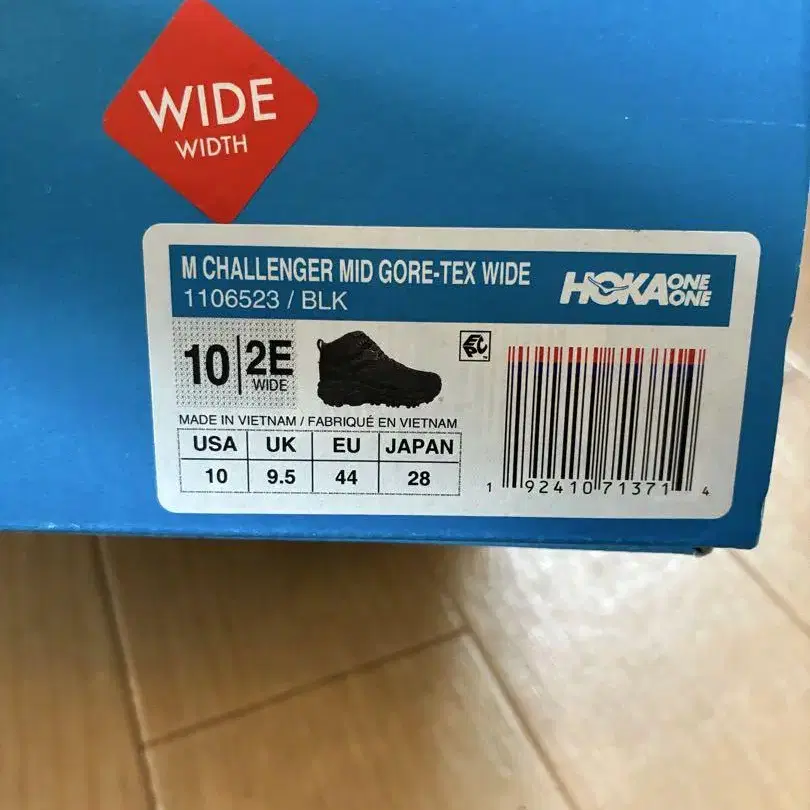 WIDE
WIDTH
M CHALLENGER MID GORE-TEX WIDE
1106523 / BLK
HOKA ONE ONE
10 2E WIDE
EPC
MADE IN VIETNAM / FABRIQUÉ EN VIETNAM
USA UK EU JAPAN
10 9.5 44 28
1 92410 71371 4